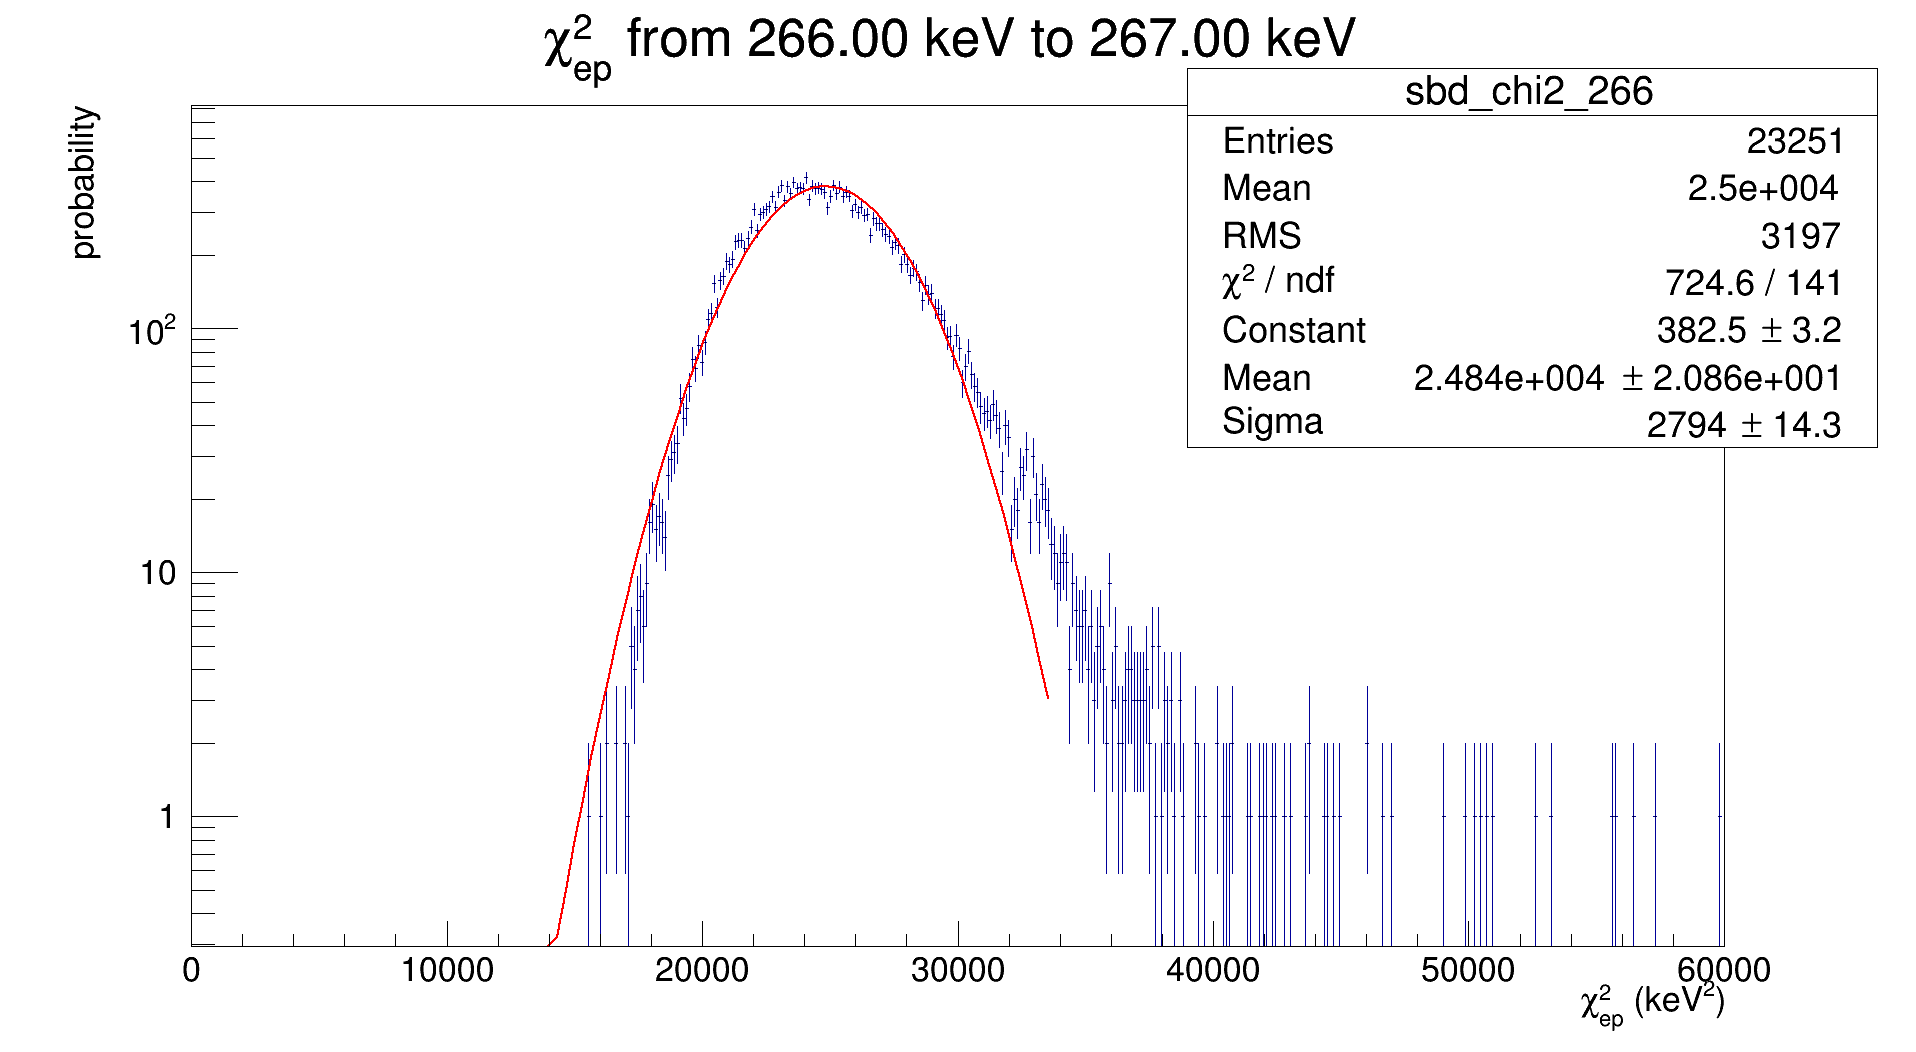 χ²ep from 266.00 keV to 267.00 keV
sbd_chi2_266
Entries 23251
Mean 2.5e+004
RMS 3197
χ² / ndf 724.6 / 141
Constant 382.5 ± 3.2
Mean 2.484e+004 ± 2.086e+001
Sigma 2794 ± 14.3
probability
10²
10
1
0 10000 20000 30000 40000 50000 60000
χ²ep (keV²)